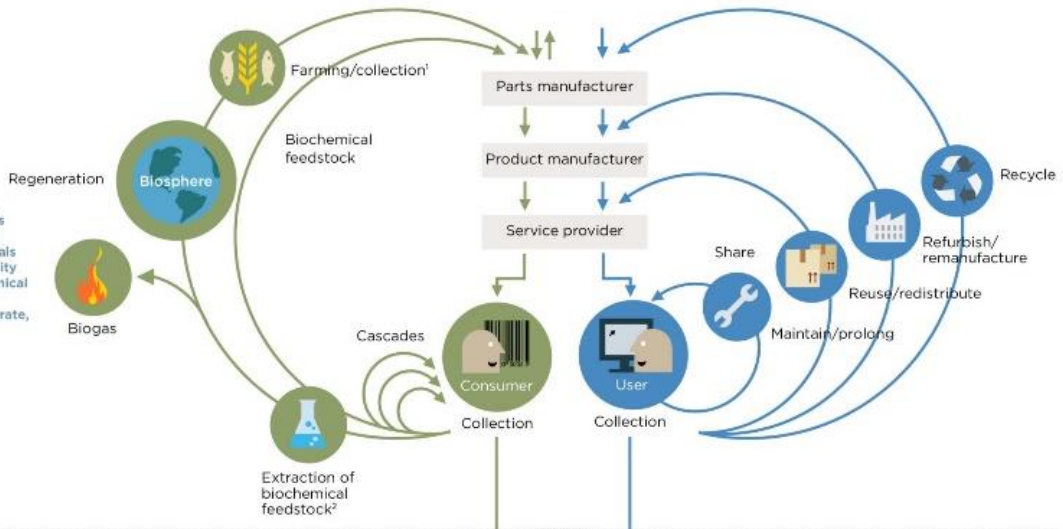 Farming/collection¹
Parts manufacturer
Biochemical
feedstock
Product manufacturer
Regeneration
Biosphere
Recycle
Service provider
Share
Refurbish/
remanufacture
Reuse/redistribute
Biogas
Cascades
Maintain/prolong
Consumer
User
Collection
Collection
Extraction of
biochemical
feedstock²